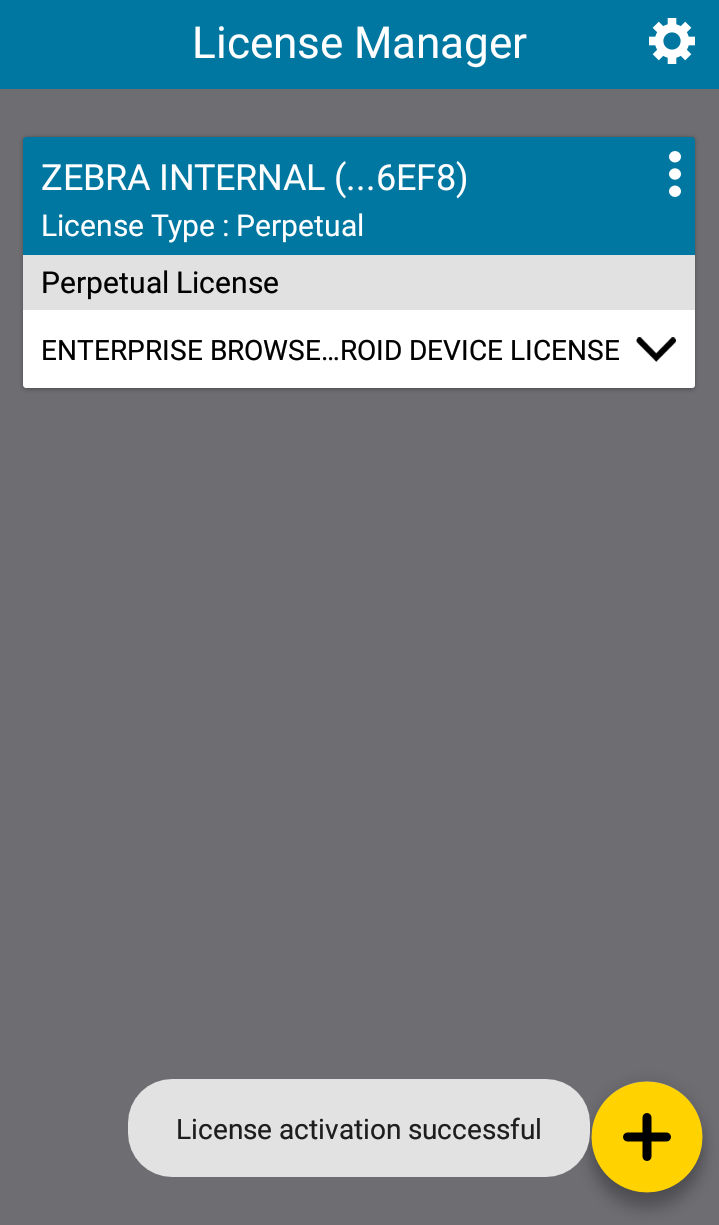 License Manager
ZEBRA INTERNAL (...6EF8)
License Type : Perpetual
Perpetual License
ENTERPRISE BROWSE...ROID DEVICE LICENSE
License activation successful